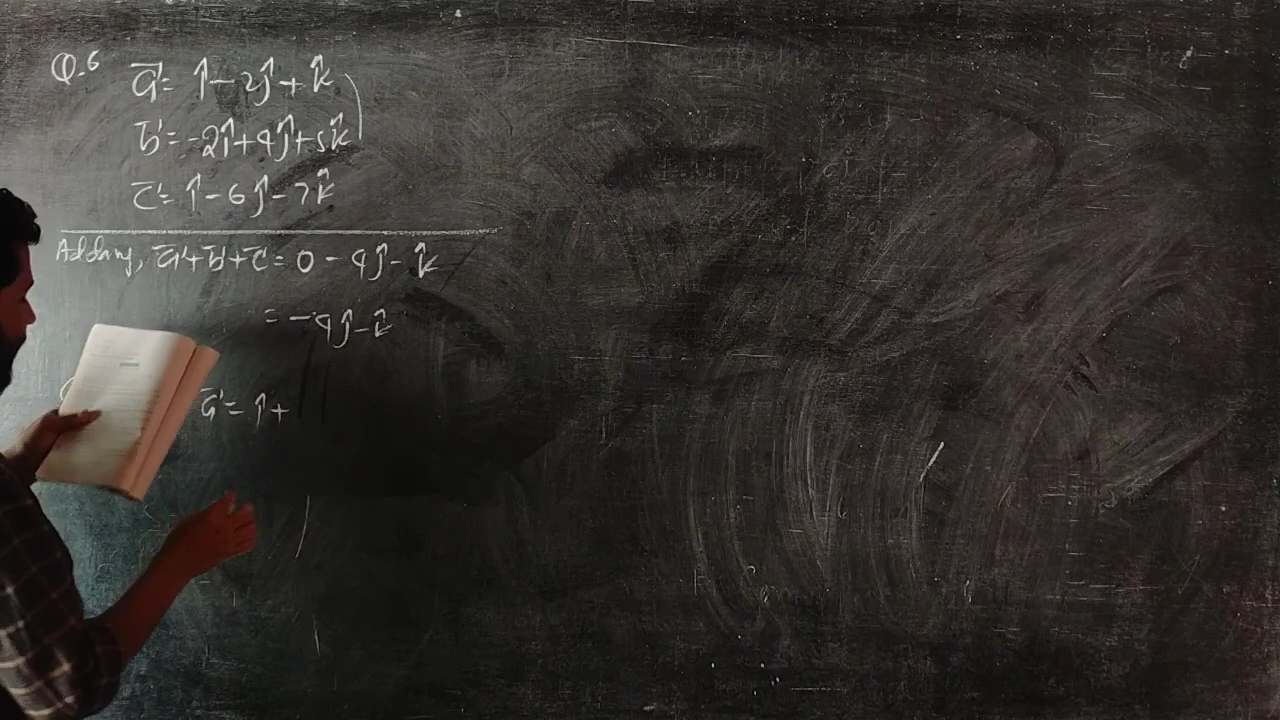 Q.6 a⃗ = î - 2ĵ + k̂
b⃗ = -2î + 4ĵ + 5k̂
c⃗ = î - 6ĵ - 7k̂
Adding, a⃗ + b⃗ + c⃗ = 0 - 4ĵ - k̂
= -4ĵ - k̂
a⃗ = î +